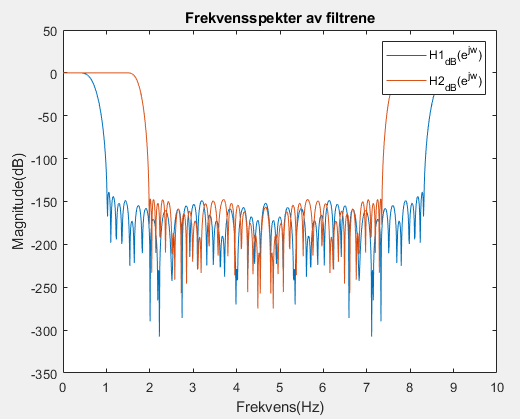 Frekvensspekter av filtrene
H1dB(ejw)
H2dB(ejw)
Magnitude(dB)
50
0
-50
-100
-150
-200
-250
-300
-350
0 1 2 3 4 5 6 7 8 9 10
Frekvens(Hz)